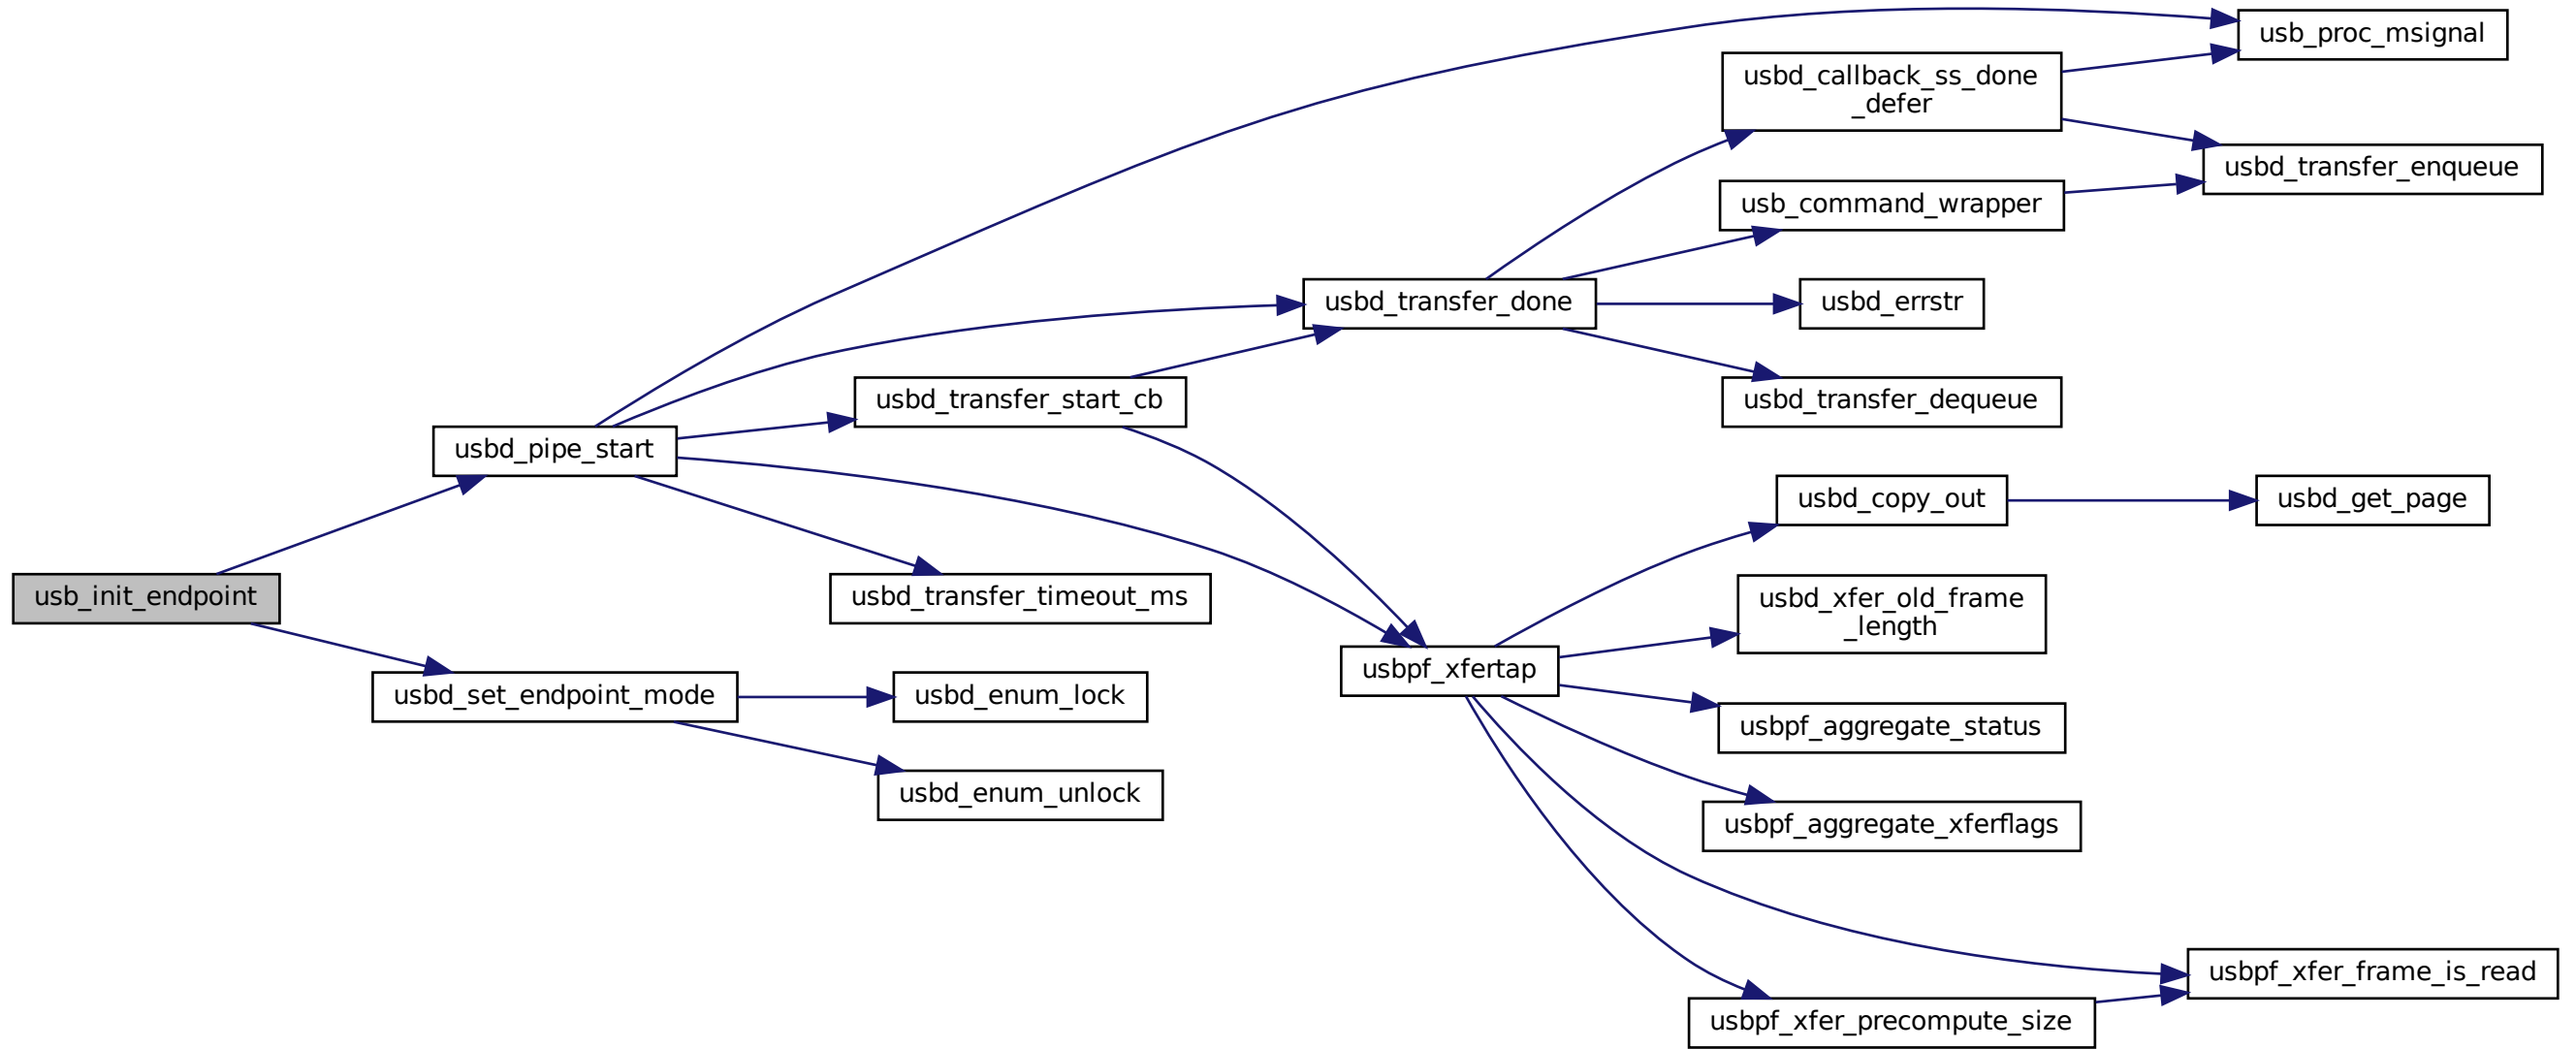 usb_proc_msignal
usbd_callback_ss_done
_defer
usbd_transfer_enqueue
usb_command_wrapper
usbd_transfer_done
usbd_errstr
usbd_transfer_start_cb
usbd_transfer_dequeue
usbd_pipe_start
usbd_copy_out
usbd_get_page
usb_init_endpoint
usbd_transfer_timeout_ms
usbd_xfer_old_frame
_length
usbpf_xfertap
usbd_set_endpoint_mode
usbd_enum_lock
usbpf_aggregate_status
usbd_enum_unlock
usbpf_aggregate_xferflags
usbpf_xfer_frame_is_read
usbpf_xfer_precompute_size